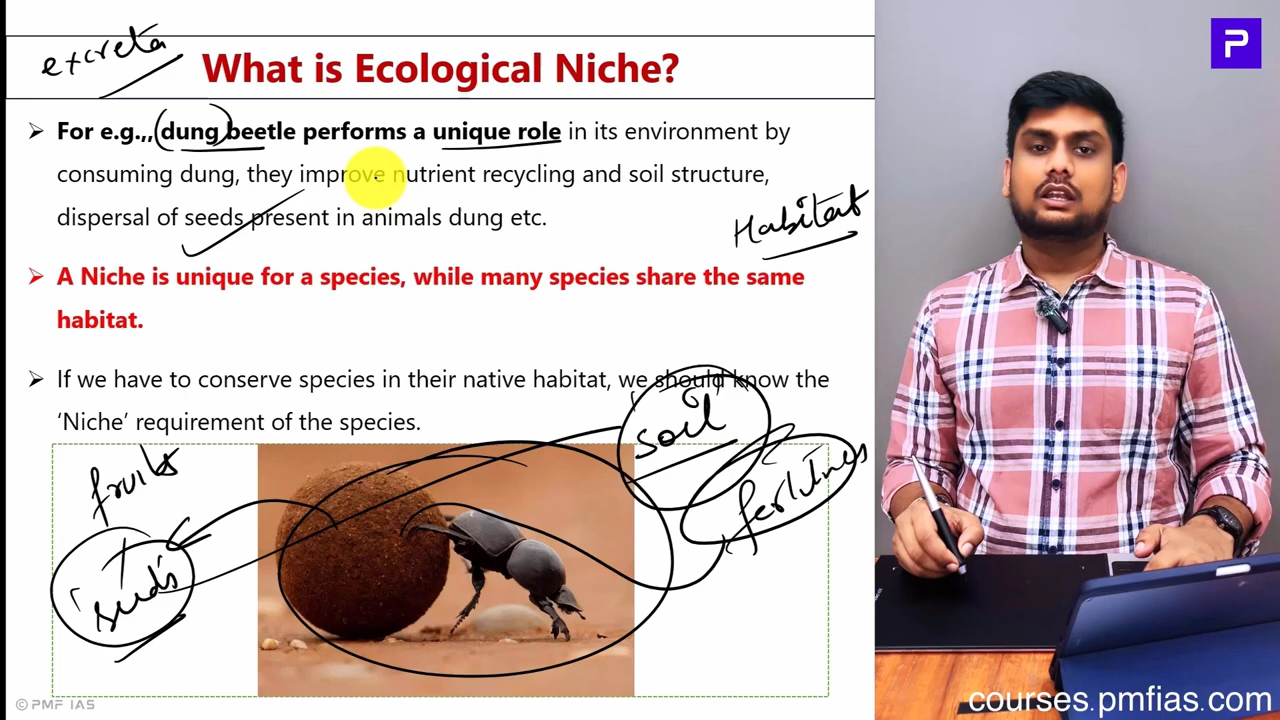 excreta
What is Ecological Niche?
P
➢ For e.g.,,, dung beetle performs a unique role in its environment by
consuming dung, they improve nutrient recycling and soil structure,
dispersal of seeds present in animals dung etc.
Habitat
➢ A Niche is unique for a species, while many species share the same
habitat.
➢ If we have to conserve species in their native habitat, we should know the
‘Niche’ requirement of the species.
fruits
soil
seeds
© PMF IAS
courses.pmfias.com